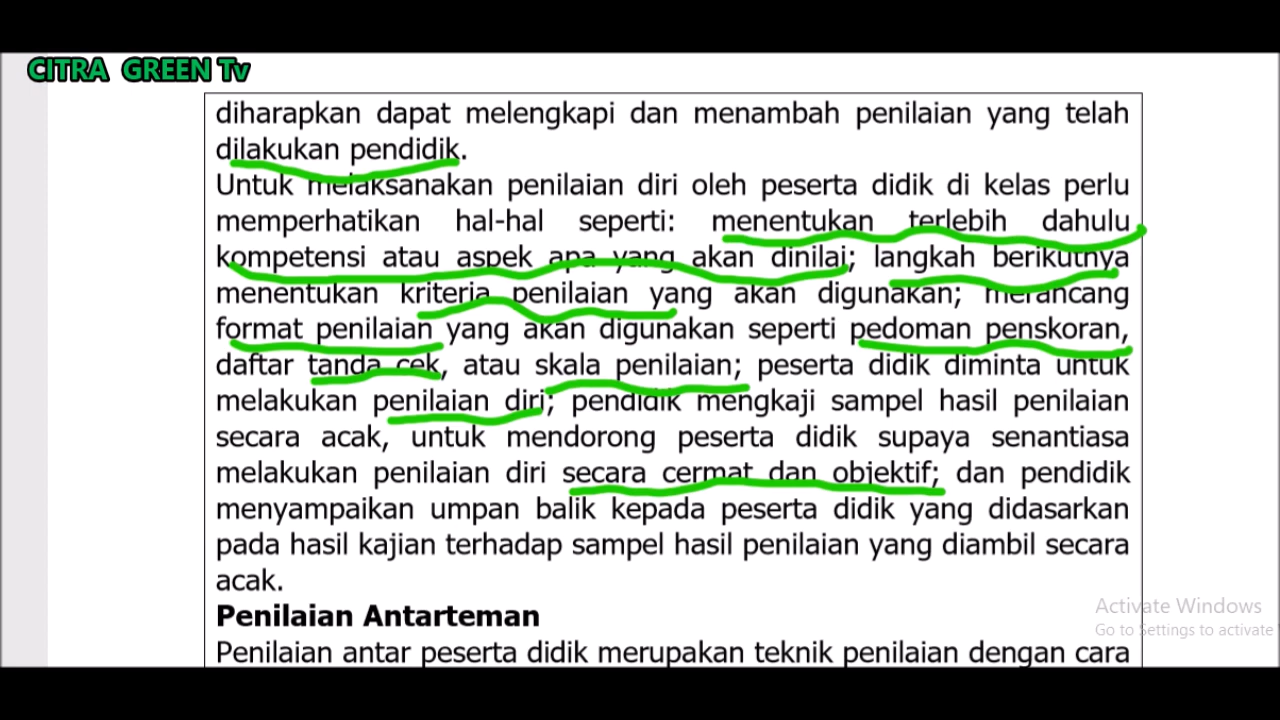 CITRA GREEN Tv
diharapkan dapat melengkapi dan menambah penilaian yang telah
dilakukan pendidik.
Untuk melaksanakan penilaian diri oleh peserta didik di kelas perlu
memperhatikan hal-hal seperti: menentukan terlebih dahulu
kompetensi atau aspek apa yang akan dinilai; langkah berikutnya
menentukan kriteria penilaian yang akan digunakan; merancang
format penilaian yang akan digunakan seperti pedoman penskoran,
daftar tanda cek, atau skala penilaian; peserta didik diminta untuk
melakukan penilaian diri; pendidik mengkaji sampel hasil penilaian
secara acak, untuk mendorong peserta didik supaya senantiasa
melakukan penilaian diri secara cermat dan objektif; dan pendidik
menyampaikan umpan balik kepada peserta didik yang didasarkan
pada hasil kajian terhadap sampel hasil penilaian yang diambil secara
acak.
Penilaian Antarteman
Penilaian antar peserta didik merupakan teknik penilaian dengan cara
Activate Windows
Go to Settings to activate